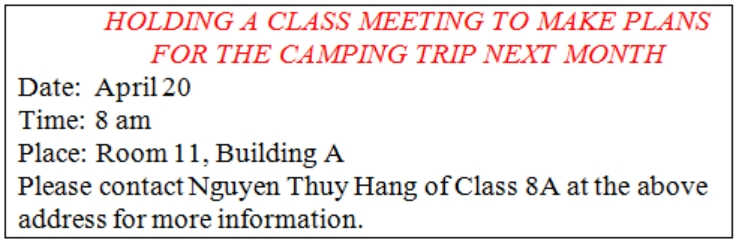 HOLDING A CLASS MEETING TO MAKE PLANS
FOR THE CAMPING TRIP NEXT MONTH
Date: April 20
Time: 8 am
Place: Room 11, Building A
Please contact Nguyen Thuy Hang of Class 8A at the above
address for more information.